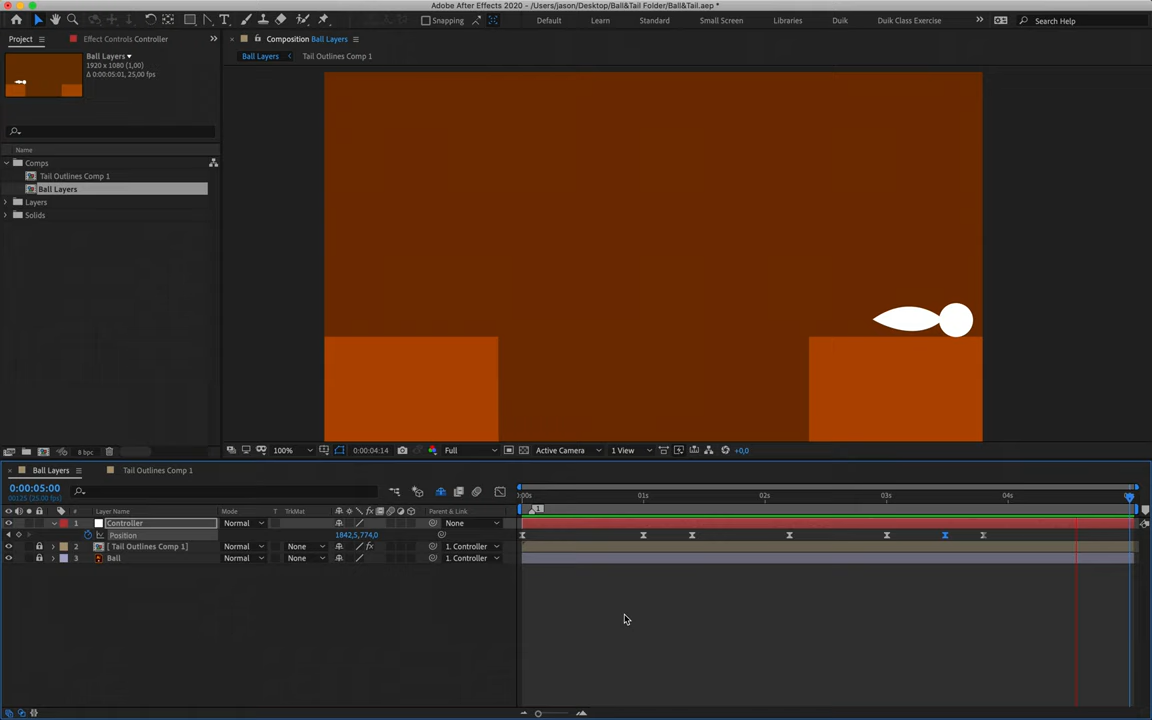 Adobe After Effects 2020 - /Users/jason/Desktop/Ball&Tail Folder/Ball&Tail.aep *
Snapping
Default
Learn
Standard
Small Screen
Libraries
Duik
Duik Class Exercise
»
Search Help
Project
Effect Controls Controller
»
Composition Ball Layers
Ball Layers
1920 x 1080 (1,00)
Δ 0:00:05:01, 25,00 fps
Ball Layers
Tail Outlines Comp 1
Name
Comps
Tail Outlines Comp 1
Ball Layers
Layers
Solids
8 bpc
100%
0:00:04:14
Full
Active Camera
1 View
+0,0
Ball Layers
Tail Outlines Comp 1
0:00:05:00
00125 (25.00 fps)
:00s
01s
02s
03s
04s
1
# Layer Name
Mode
T TrkMat
Parent & Link
1 Controller
Normal
None
Position
1842,5,774,0
2 [ Tail Outlines Comp 1]
Normal
None
1. Controller
3 Ball
Normal
None
1. Controller